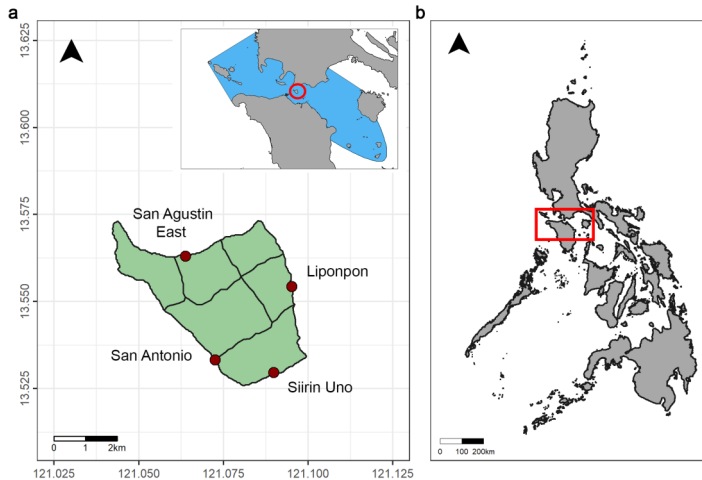 a
b
13.625
13.600
13.575
13.550
13.525
San Agustin
East
Liponpon
San Antonio
Siirin Uno
0 1 2km
0 100 200km
121.025 121.050 121.075 121.100 121.125